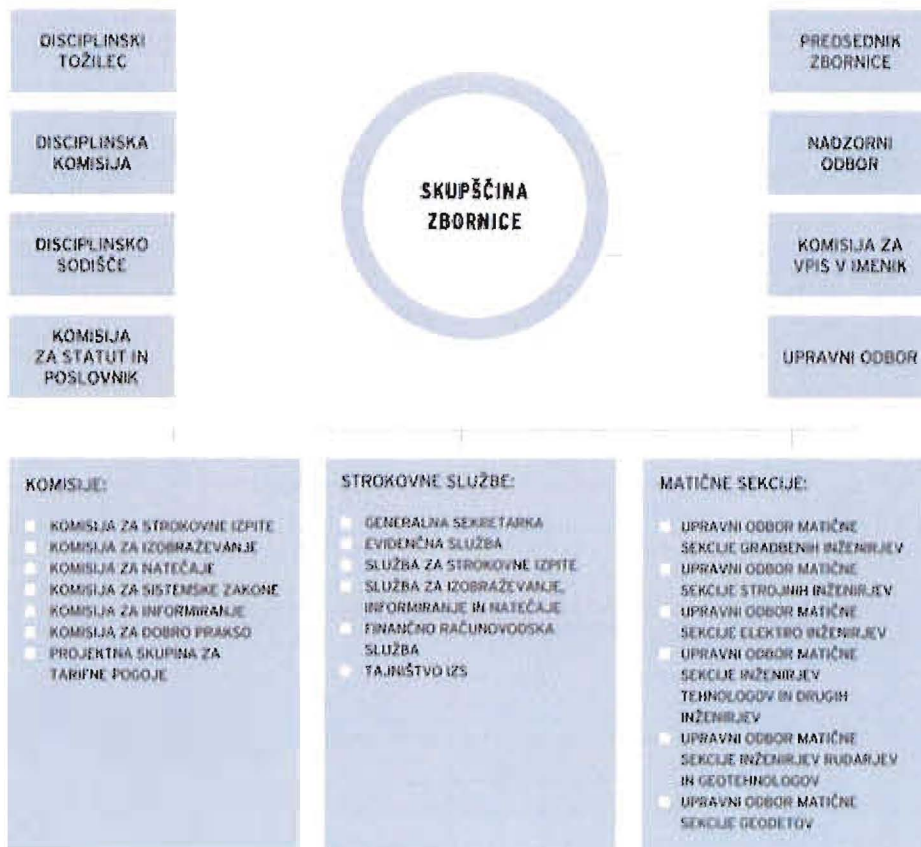 DISCIPLINSKI
TOŽILEC
DISCIPLINSKA
KOMISIJA
DISCIPLINSKO
SODIŠČE
KOMISIJA
ZA STATUT IN
POSLOVNIK
SKUPŠČINA
ZBORNICE
PREDSEDNIK
ZBORNICE
NADZORNI
ODBOR
KOMISIJA ZA
VPIS V IMENIK
UPRAVNI ODBOR
KOMISIJE:
KOMISIJA ZA STROKOVNE IZPITE
KOMISIJA ZA IZOBRAŽEVANJE
KOMISIJA ZA NATEČAJE
KOMISIJA ZA SISTEMSKE ZAKONE
KOMISIJA ZA INFORMIRANJE
KOMISIJA ZA DOBRO PRAKSO
PROJEKTNA SKUPINA ZA
TARIFNE POGOJE
STROKOVNE SLUŽBE:
GENERALNA SEKRETARKA
EVIDENČNA SLUŽBA
SLUŽBA ZA STROKOVNE IZPITE
SLUŽBA ZA IZOBRAŽEVANJE,
INFORMIRANJE IN NATEČAJE
FINANČNO RAČUNOVODSKA
SLUŽBA
TAJNIŠTVO IZS
MATIČNE SEKCIJE:
UPRAVNI ODBOR MATIČNE
SEKCIJE GRADBENIH INŽENIRJEV
UPRAVNI ODBOR MATIČNE
SEKCIJE STROJNIH INŽENIRJEV
UPRAVNI ODBOR MATIČNE
SEKCIJE ELEKTRO INŽENIRJEV
UPRAVNI ODBOR MATIČNE
SEKCIJE INŽENIRJEV
TEHNOLOGOV IN DRUGIH
INŽENIRJEV
UPRAVNI ODBOR MATIČNE
SEKCIJE INŽENIRJEV RUDARJEV
IN GEOTEHNOLOGOV
UPRAVNI ODBOR MATIČNE
SEKCIJE GEODETOV